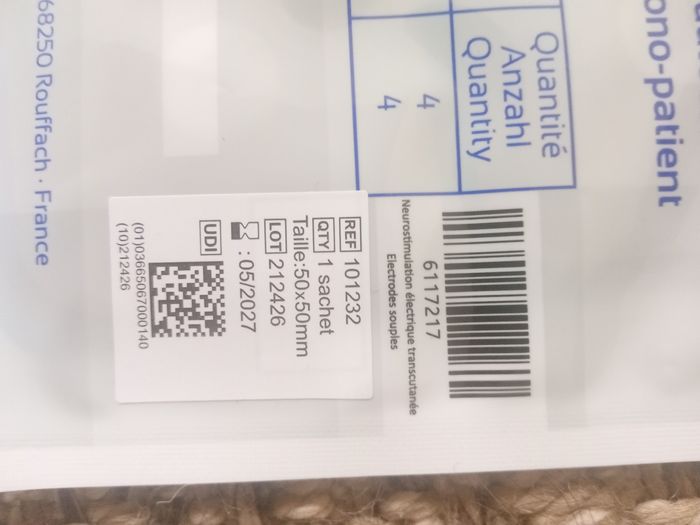 ono-patient
Quantité
Anzahl
Quantity
4
4
6117217
Neurostimulation électrique transcutanée
Electrodes souples
REF 101232
QTY 1 sachet
Taille:50x50mm
LOT 212426
:05/2027
UDI
(01)03665067000140
(10)212426
68250 Rouffach · France